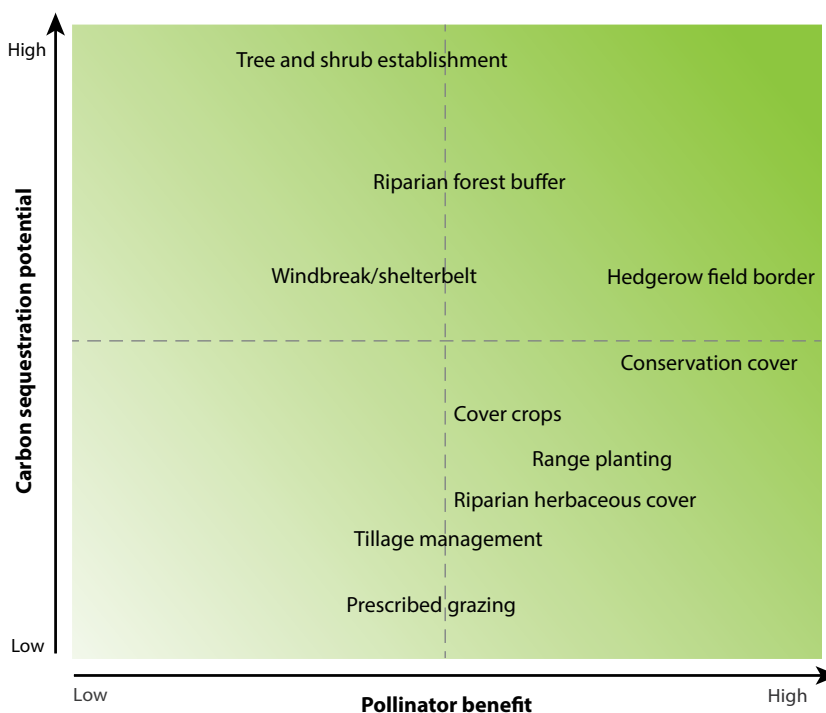 High
Tree and shrub establishment
Riparian forest buffer
Windbreak/shelterbelt
Hedgerow field border
Carbon sequestration potential
Conservation cover
Cover crops
Range planting
Riparian herbaceous cover
Tillage management
Prescribed grazing
Low
Low
Pollinator benefit
High